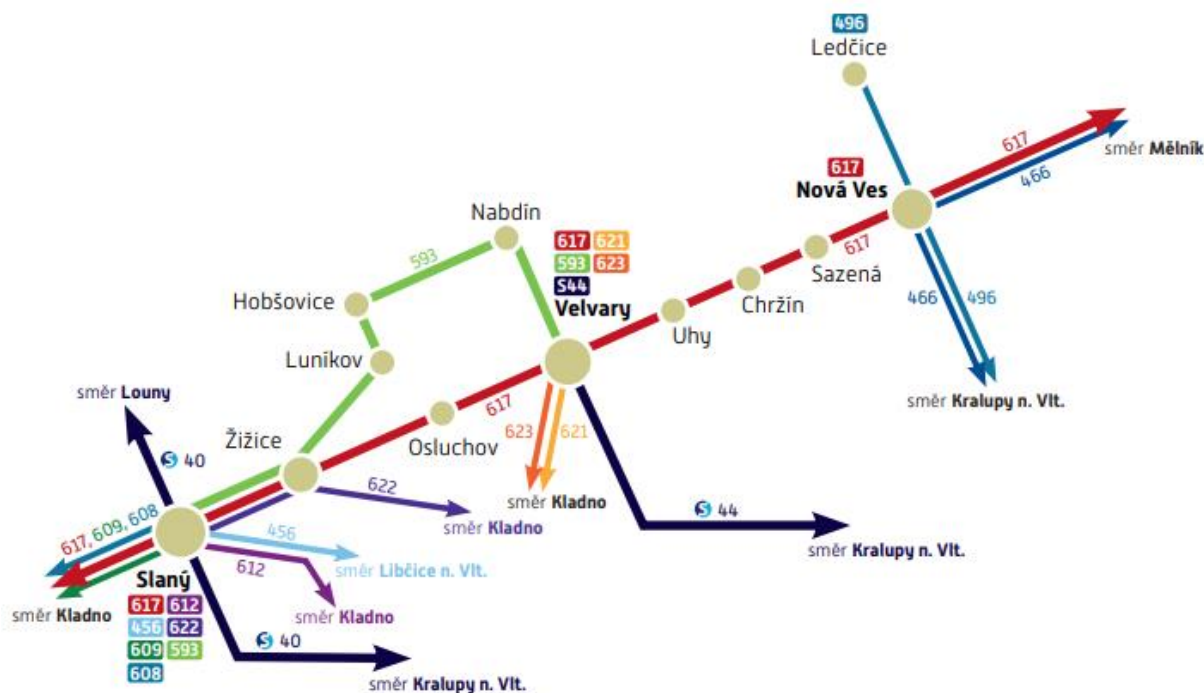 496
Ledčice
617
směr Mělník
466
617
Nová Ves
Nabdín
617 621
593 623
S44
Velvary
593
617
Sazená
Hobšovice
Chržín
466
496
Uhy
Luníkov
směr Louny
617
směr Kralupy n. Vlt.
Žižice
Osluchov
623
621
S 40
622
směr Kladno
S 44
617, 609, 608
456
směr Kladno
směr Kralupy n. Vlt.
612
směr Libčice n. Vlt.
Slaný
směr Kladno
617 612
směr Kladno
456 622
609 593
608
S 40
směr Kralupy n. Vlt.